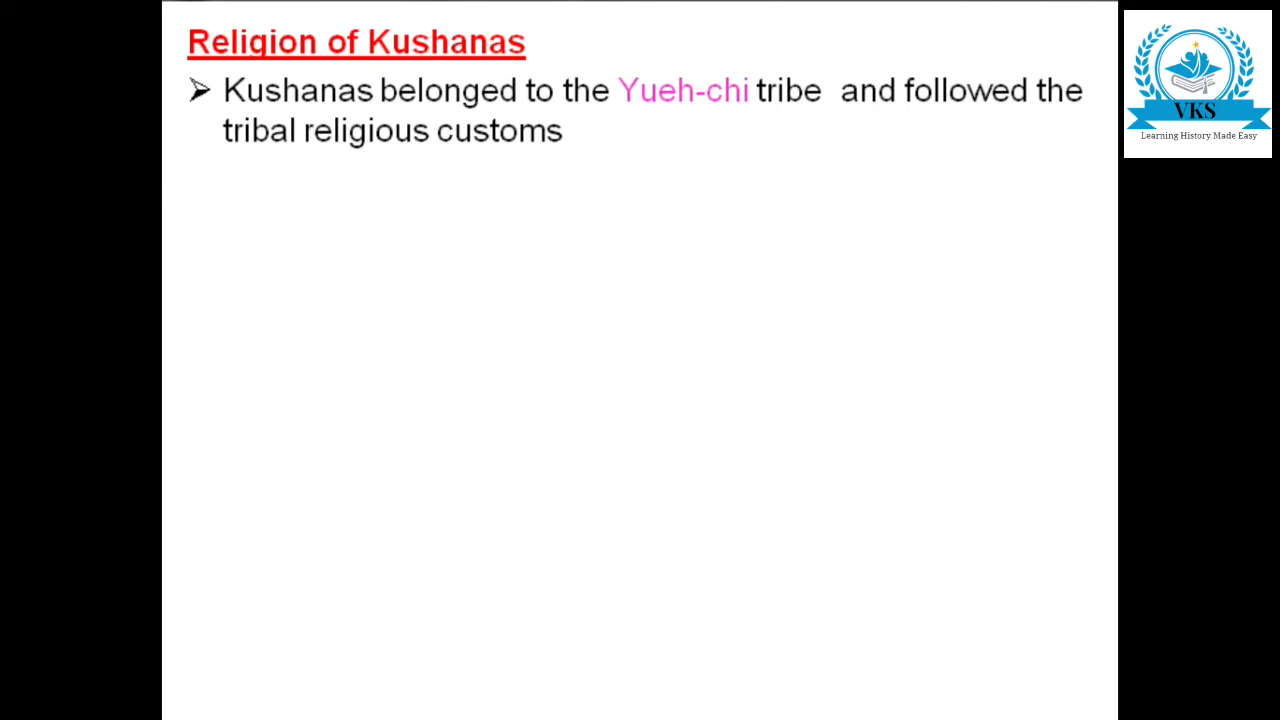 Religion of Kushanas
➢ Kushanas belonged to the Yueh-chi tribe and followed the
tribal religious customs
VKS
Learning History Made Easy